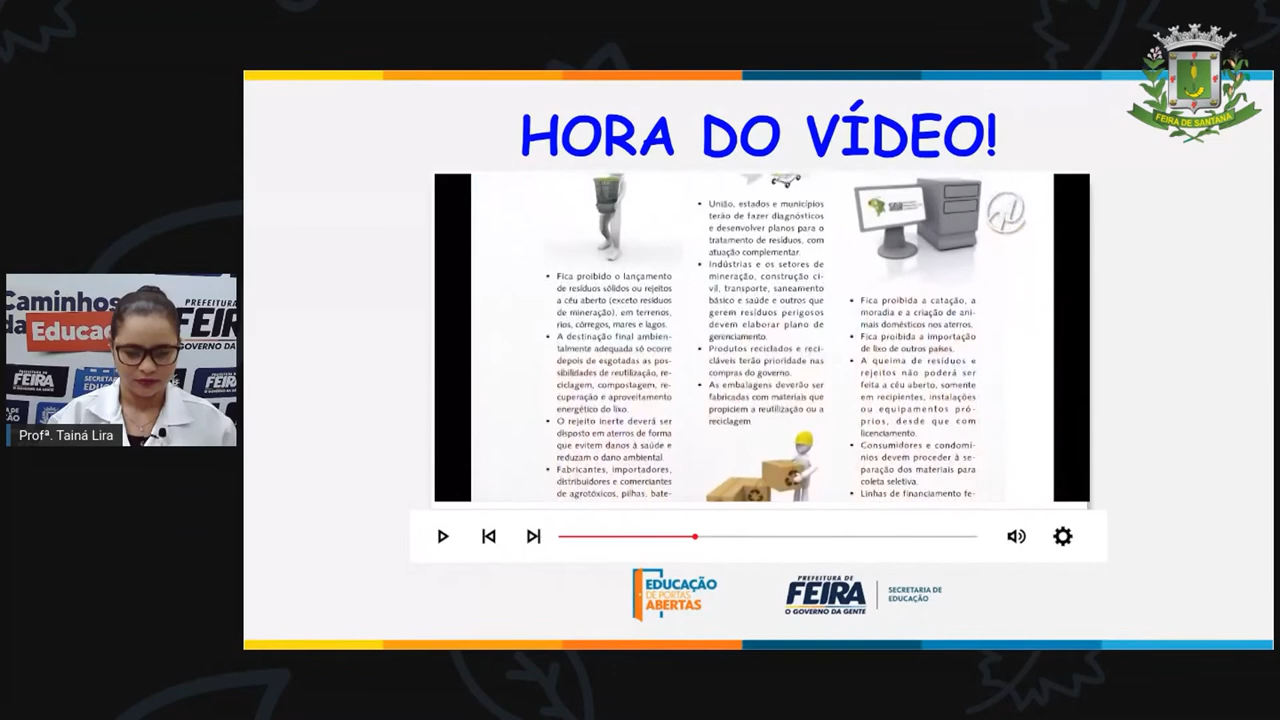 FEIRA DE SANTANA
HORA DO VÍDEO!
• Fica proibido o lançamento
de resíduos sólidos ou rejeitos
a céu aberto (exceto resíduos
de mineração), em terrenos,
rios, córregos, mares e lagos.
• A destinação final ambien-
talmente adequada só ocorre
depois de esgotadas as pos-
sibilidades de reutilização, re-
ciclagem, compostagem, re-
cuperação e aproveitamento
energético do lixo.
• O rejeito inerte deverá ser
disposto em aterros de forma
que evitem danos à saúde e
reduzam o dano ambiental.
• Fabricantes, importadores,
distribuidores e comerciantes
de agrotóxicos, pilhas, bate-
• União, estados e municípios
terão de fazer diagnósticos
e desenvolver planos para o
tratamento de resíduos, com
atuação complementar.
• Indústrias e os setores de
mineração, construção ci-
vil, transporte, saneamento
básico e saúde e outros que
gerem resíduos perigosos
devem elaborar plano de
gerenciamento.
• Produtos reciclados e reci-
cláveis terão prioridade nas
compras do governo.
• As embalagens deverão ser
fabricadas com materiais que
propiciem a reutilização ou a
reciclagem.
• Fica proibida a catação, a
moradia e a criação de ani-
mais domésticos nos aterros.
• Fica proibida a importação
de lixo de outros países.
• A queima de resíduos e
rejeitos não poderá ser
feita a céu aberto, somente
em recipientes, instalações
ou equipamentos pró-
prios, desde que com
licenciamento.
• Consumidores e condomí-
nios devem proceder à se-
paração dos materiais para
coleta seletiva.
• Linhas de financiamento fe-
Caminhos
da Educaç
PREFEITURA
FEIR
GOVERNO DA
FEIRA
SECRETARIA
EDUC
FEIR
Profª. Tainá Lira
EDUCAÇÃO
DE PORTAS
ABERTAS
PREFEITURA DE
FEIRA
O GOVERNO DA GENTE
SECRETARIA DE
EDUCAÇÃO